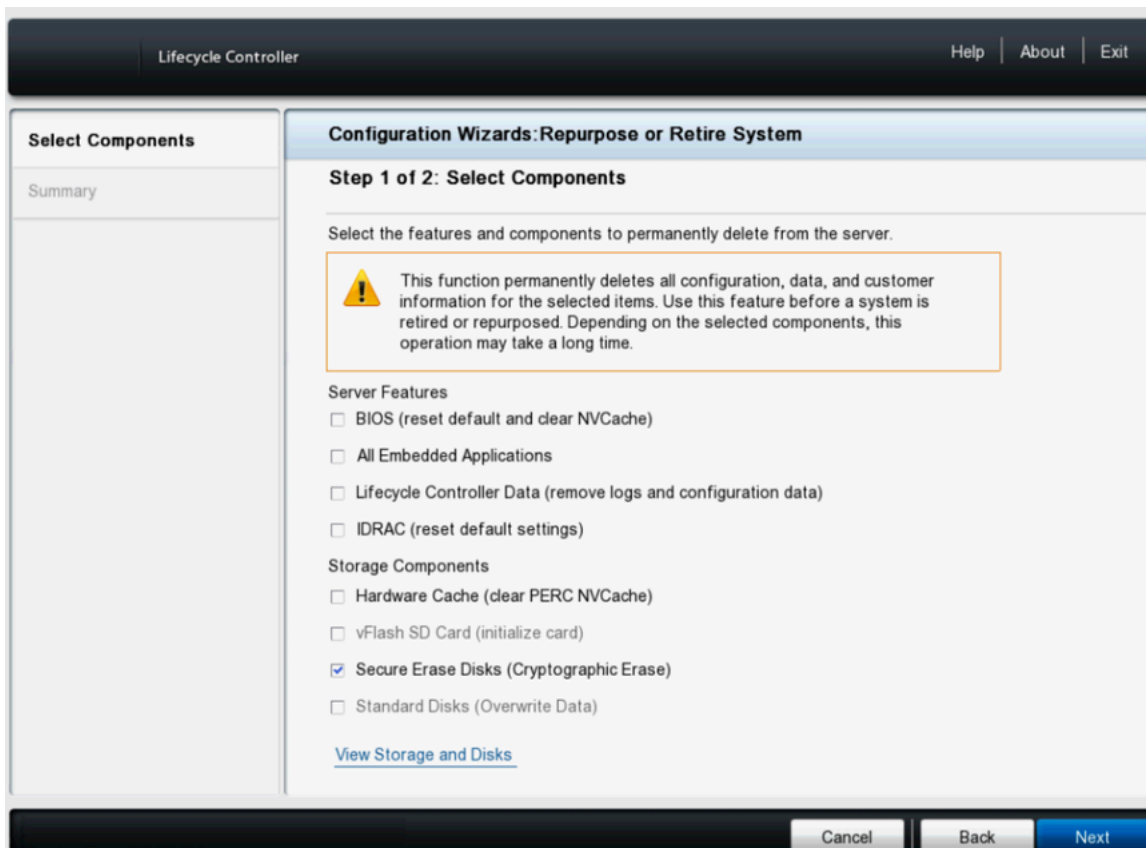 Lifecycle Controller
Help
About
Exit
Select Components
Summary
Configuration Wizards:Repurpose or Retire System
Step 1 of 2: Select Components
Select the features and components to permanently delete from the server.
This function permanently deletes all configuration, data, and customer
information for the selected items. Use this feature before a system is
retired or repurposed. Depending on the selected components, this
operation may take a long time.
Server Features
BIOS (reset default and clear NVCache)
All Embedded Applications
Lifecycle Controller Data (remove logs and configuration data)
IDRAC (reset default settings)
Storage Components
Hardware Cache (clear PERC NVCache)
vFlash SD Card (initialize card)
Secure Erase Disks (Cryptographic Erase)
Standard Disks (Overwrite Data)
View Storage and Disks
Cancel
Back
Next